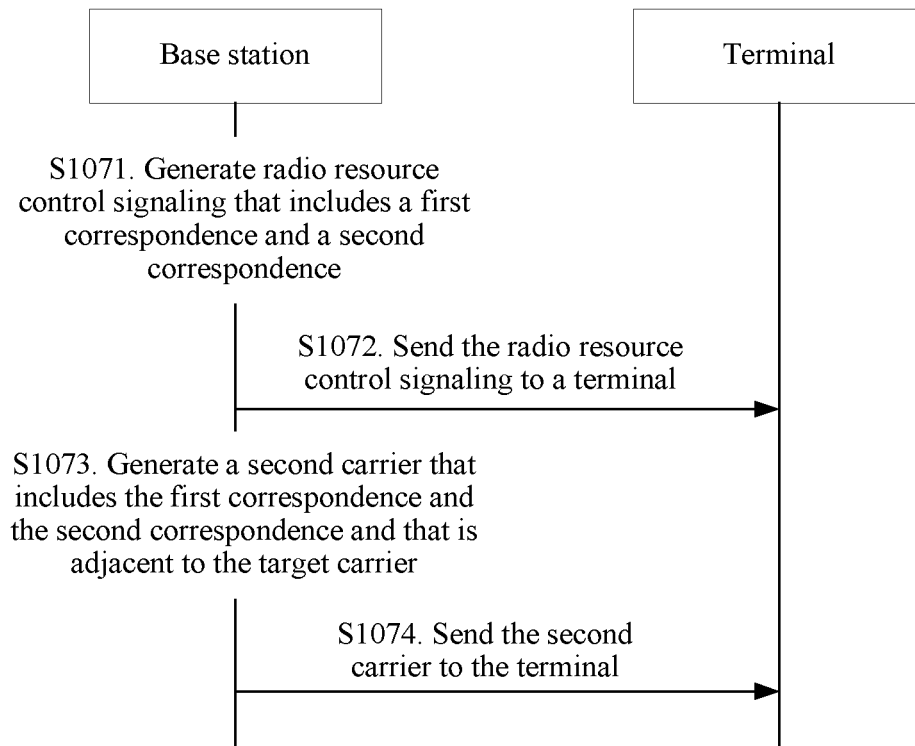 Base station
Terminal
S1071. Generate radio resource
control signaling that includes a first
correspondence and a second
correspondence
S1072. Send the radio resource
control signaling to a terminal
S1073. Generate a second carrier that
includes the first correspondence and
the second correspondence and that is
adjacent to the target carrier
S1074. Send the second
carrier to the terminal